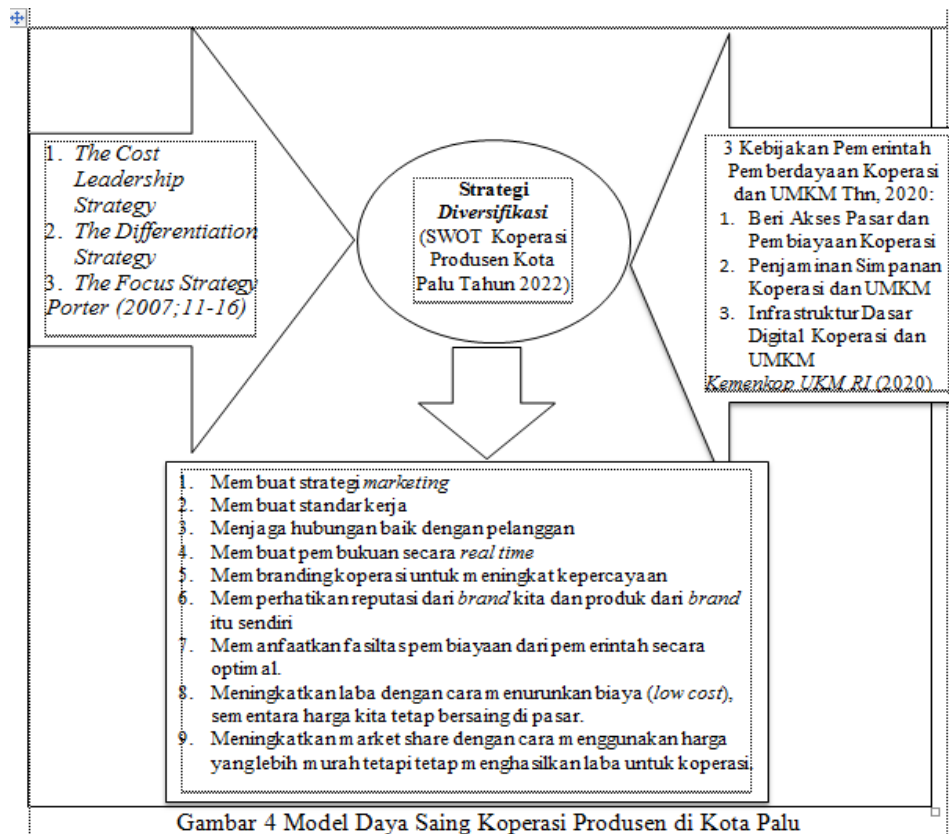 1. The Cost
Leadership
Strategy
2. The Differentiation
Strategy
3. The Focus Strategy
Porter (2007;11-16)
Strategi
Diversifikasi
(SWOT Koperasi
Produsen Kota
Palu Tahun 2022)
3 Kebijakan Pemerintah
Pemberdayaan Koperasi
dan UMKM Thn, 2020:
1. Beri Akses Pasar dan
Pembiayaan Koperasi
2. Penjaminan Simpanan
Koperasi dan UMKM
3. Infrastruktur Dasar
Digital Koperasi dan
UMKM
Kemenkop UKM RI (2020)
1. Membuat strategi marketing
2. Membuat standar kerja
3. Menjaga hubungan baik dengan pelanggan
4. Membuat pembukuan secara real time
5. Membranding koperasi untuk meningkat kepercayaan
6. Memperhatikan reputasi dari brand kita dan produk dari brand
itu sendiri
7. Memanfaatkan fasiltas pembiayaan dari pemerintah secara
optimal.
8. Meningkatkan laba dengan cara menurunkan biaya (low cost),
sementara harga kita tetap bersaing di pasar.
9. Meningkatkan market share dengan cara menggunakan harga
yang lebih murah tetapi tetap menghasilkan laba untuk koperasi.
Gambar 4 Model Daya Saing Koperasi Produsen di Kota Palu